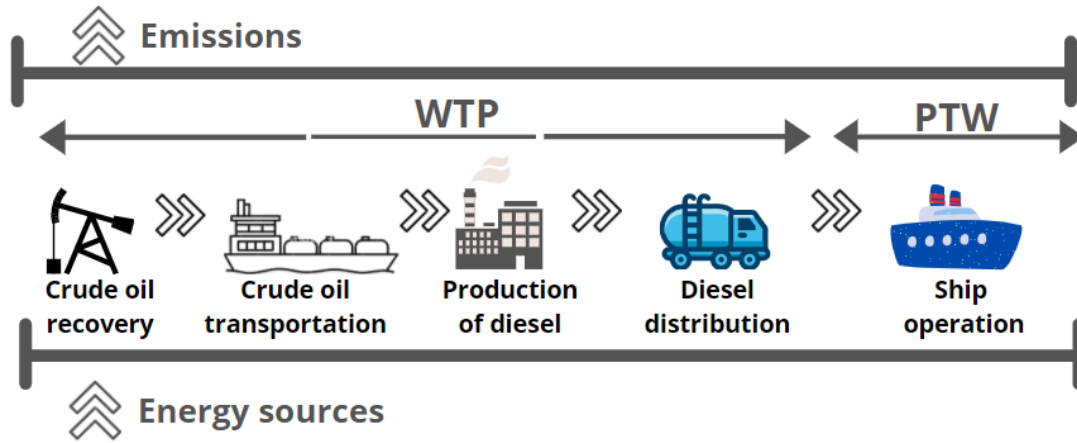 Emissions
WTP
PTW
Crude oil
recovery
Crude oil
transportation
Production
of diesel
Diesel
distribution
Ship
operation
Energy sources